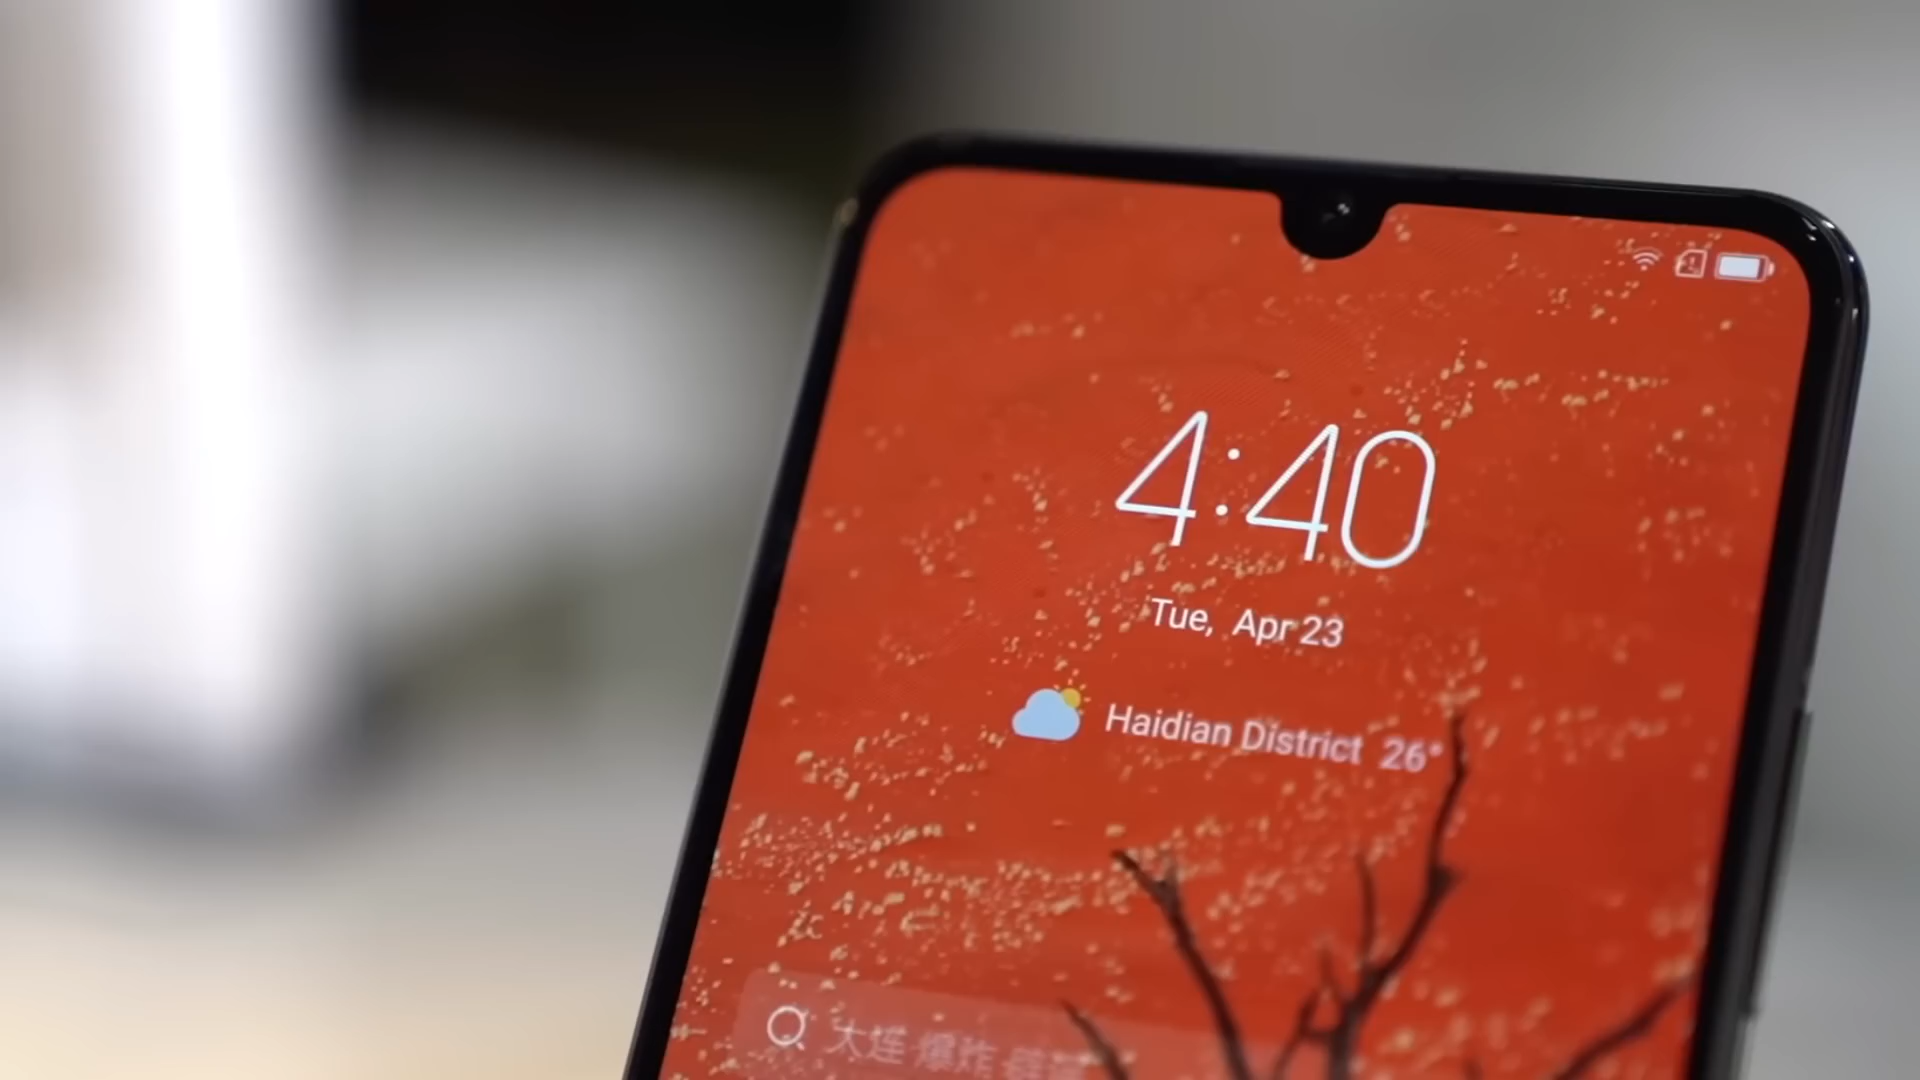 4:40
Tue, Apr 23
Haidian District 26°
大连 爆炸